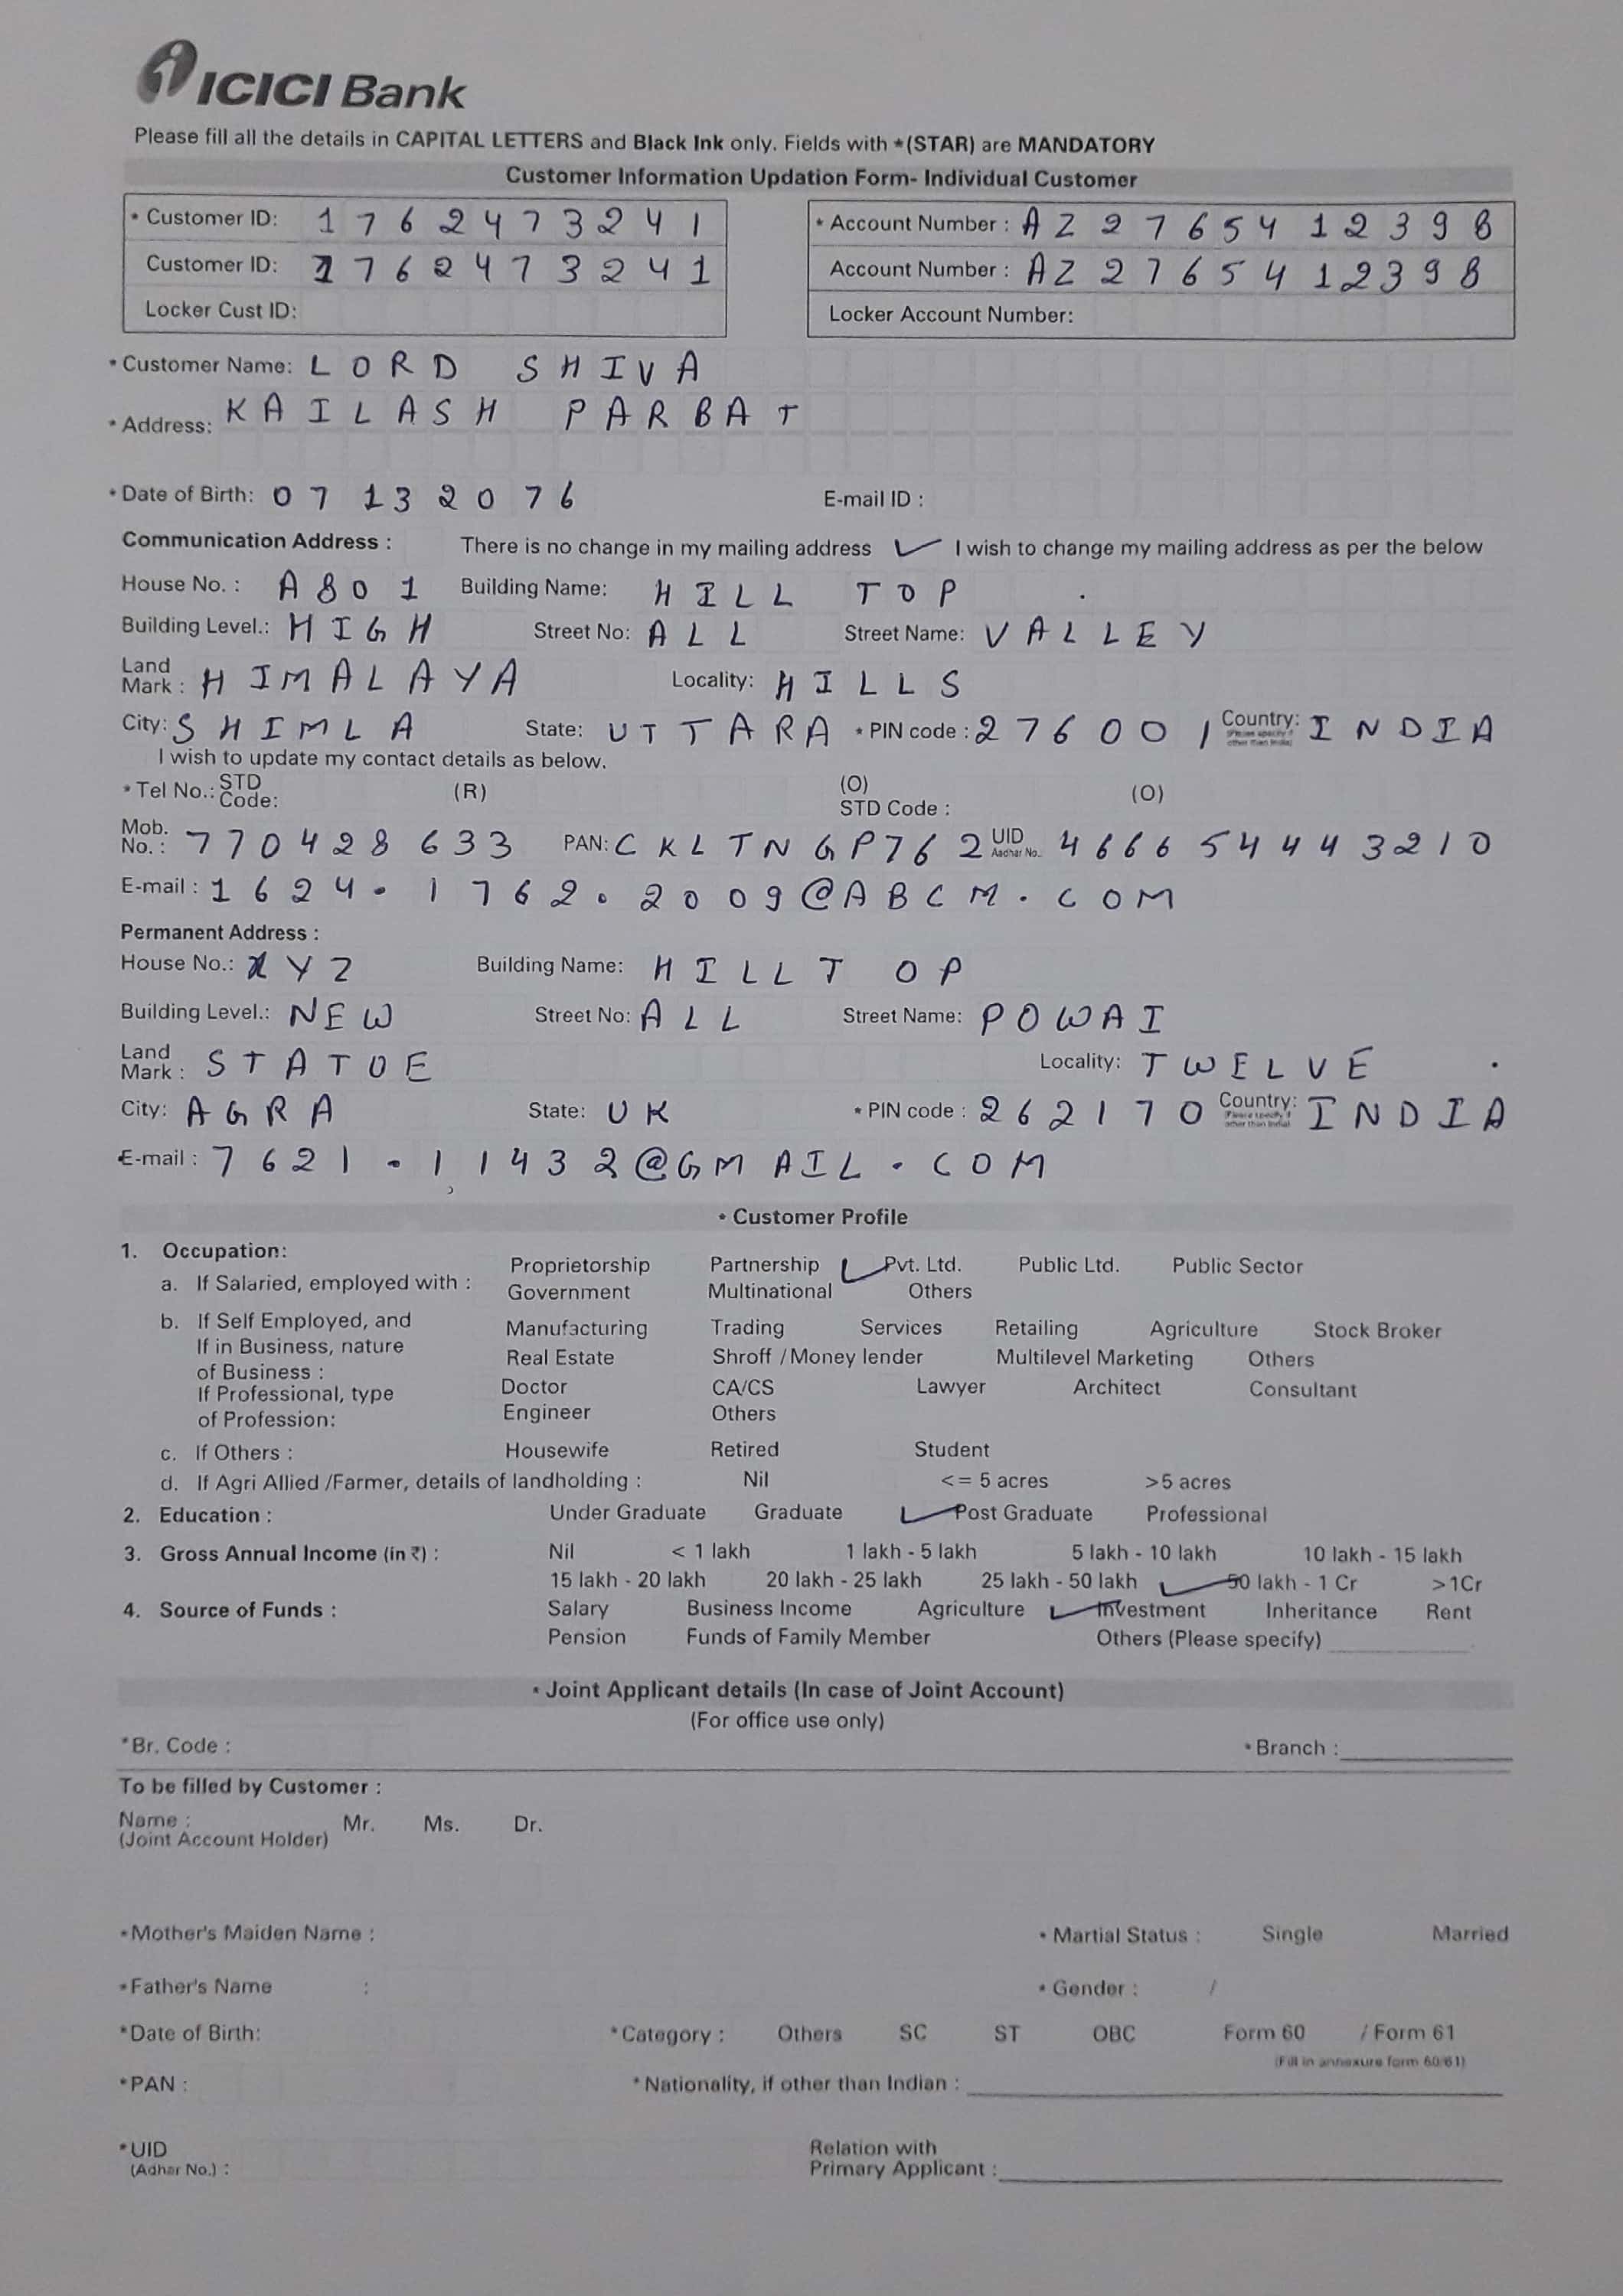 ICICI Bank
Please fill all the details in CAPITAL LETTERS and Black Ink only. Fields with *(STAR) are MANDATORY
Customer Information Updation Form- Individual Customer
* Customer ID: 1762473241 * Account Number : AZ27654 12398
Customer ID: 1762473241 Account Number : AZ27654 12398
Locker Cust ID: Locker Account Number:
* Customer Name: LORD SHIVA
* Address: KAILASH PARBAT
* Date of Birth: 07132076 E-mail ID :
Communication Address : There is no change in my mailing address ✓ I wish to change my mailing address as per the below
House No. : A801 Building Name: HILL TOP
Building Level.: HIGH Street No: ALL Street Name: VALLEY
Land Mark : HIMALAYA Locality: HILLS
City: SHIMLA State: UTTARA * PIN code : 276001 Country: (Please specify if other than India) INDIA
I wish to update my contact details as below.
* Tel No.: STD Code: (R) (O) STD Code : (O)
Mob. No. : 770428633 PAN: CKLTNGP762 UID Aadhar No. 466654443210
E-mail : 1624.1762.2009@ABCM.COM
Permanent Address :
House No.: XYZ Building Name: HILLT OP
Building Level.: NEW Street No: ALL Street Name: POWAI
Land Mark : STATOE Locality: TWELVE
City: AGRA State: UK * PIN code : 262170 Country: (Please specify if other than India) INDIA
E-mail : 7621.11432@GMAIL.COM
* Customer Profile
1. Occupation:
a. If Salaried, employed with : Proprietorship Partnership ✓ Pvt. Ltd. Public Ltd. Public Sector
Government Multinational Others
b. If Self Employed, and If in Business, nature of Business : Manufacturing Trading Services Retailing Agriculture Stock Broker
Real Estate Shroff / Money lender Multilevel Marketing Others
If Professional, type of Profession: Doctor CA/CS Lawyer Architect Consultant
Engineer Others
c. If Others : Housewife Retired Student
d. If Agri Allied /Farmer, details of landholding : Nil <= 5 acres >5 acres
2. Education : Under Graduate Graduate ✓ Post Graduate Professional
3. Gross Annual Income (in ₹) : Nil < 1 lakh 1 lakh - 5 lakh 5 lakh - 10 lakh 10 lakh - 15 lakh
15 lakh - 20 lakh 20 lakh - 25 lakh 25 lakh - 50 lakh ✓ 50 lakh - 1 Cr >1Cr
4. Source of Funds : Salary Business Income Agriculture ✓ Investment Inheritance Rent
Pension Funds of Family Member Others (Please specify)
* Joint Applicant details (In case of Joint Account)
(For office use only)
*Br. Code : * Branch :
To be filled by Customer :
Name : (Joint Account Holder) Mr. Ms. Dr.
*Mother's Maiden Name : * Martial Status : Single Married
*Father's Name : * Gender : /
*Date of Birth: *Category : Others SC ST OBC Form 60 / Form 61
(Fill in annexure form 60/61)
*PAN : *Nationality, if other than Indian :
*UID (Adhar No.) : Relation with Primary Applicant :